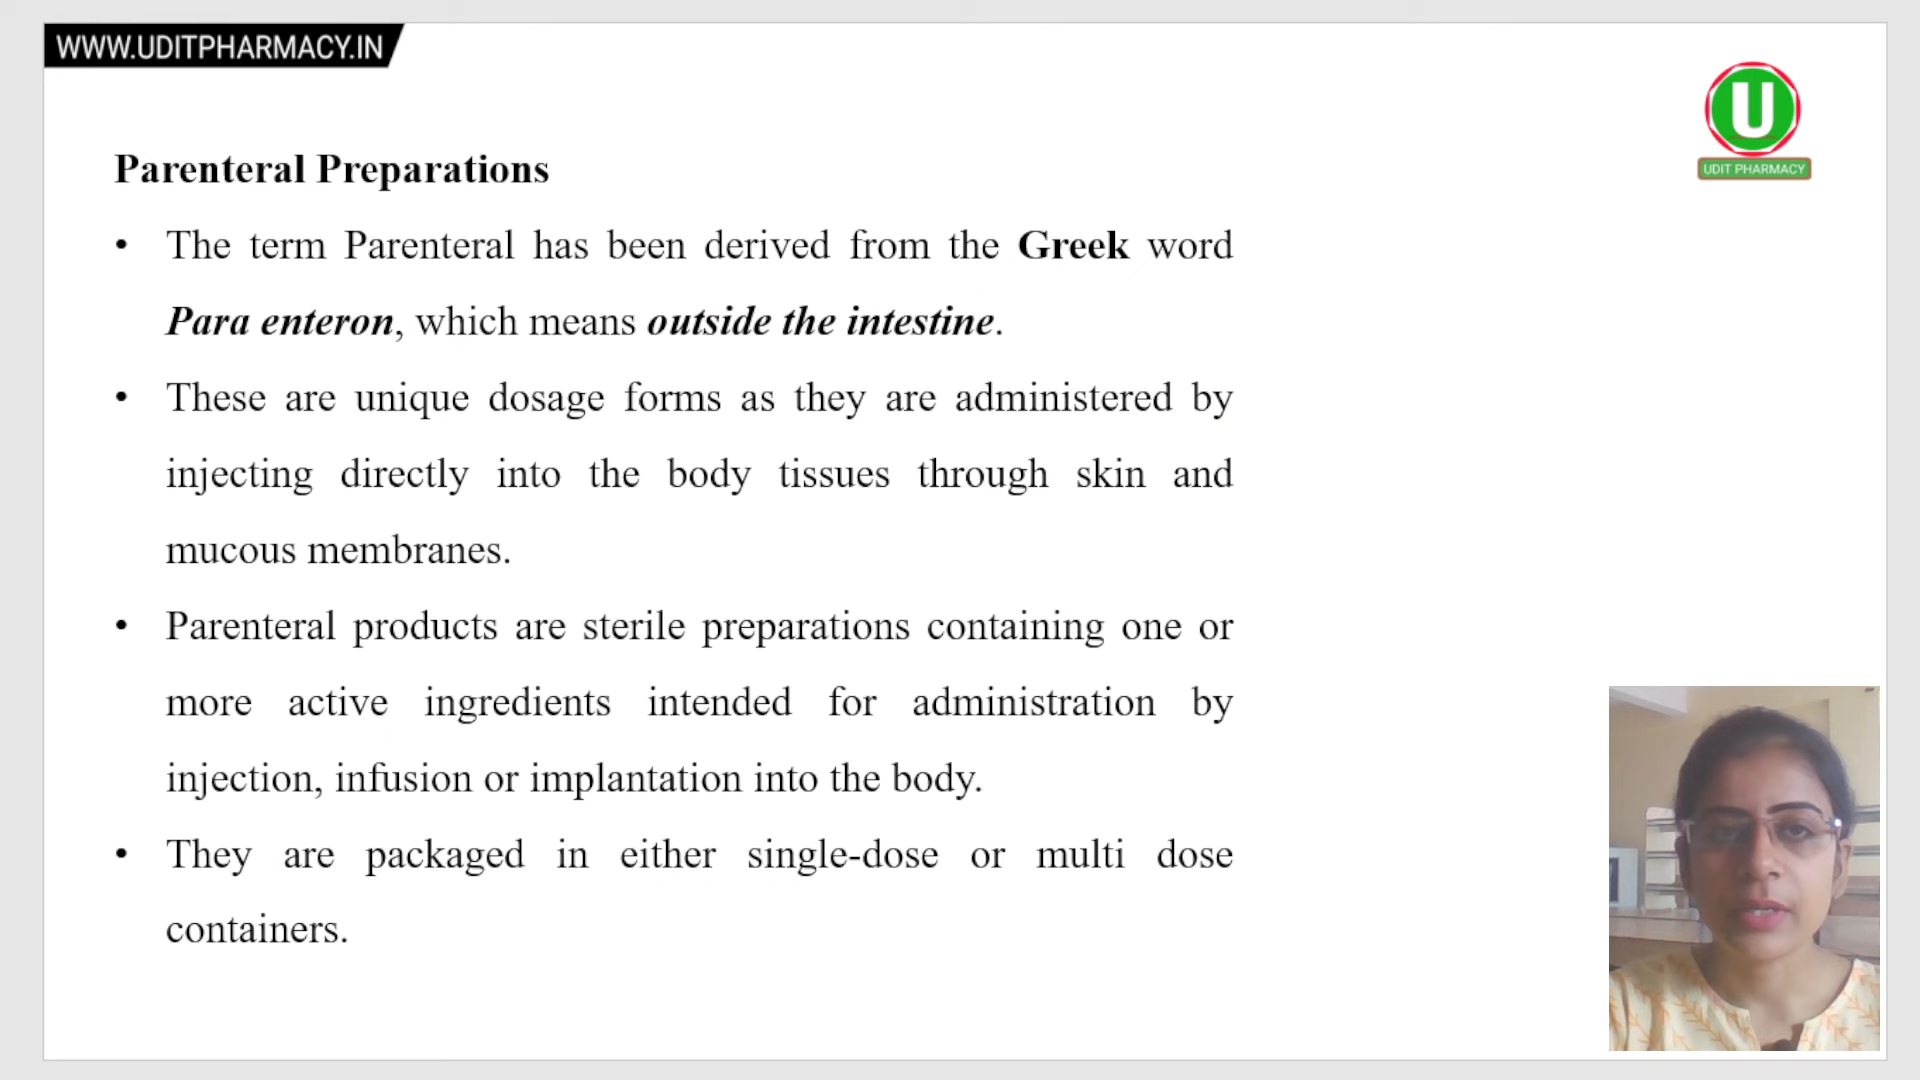 WWW.UDITPHARMACY.IN
U
UDIT PHARMACY
Parenteral Preparations
• The term Parenteral has been derived from the Greek word
Para enteron, which means outside the intestine.
• These are unique dosage forms as they are administered by
injecting directly into the body tissues through skin and
mucous membranes.
• Parenteral products are sterile preparations containing one or
more active ingredients intended for administration by
injection, infusion or implantation into the body.
• They are packaged in either single-dose or multi dose
containers.